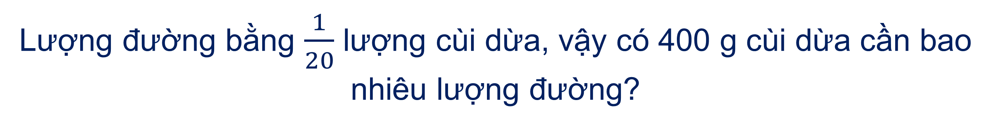 Lượng đường bằng 1/20 lượng cùi dừa, vậy có 400 g cùi dừa cần bao
nhiêu lượng đường?